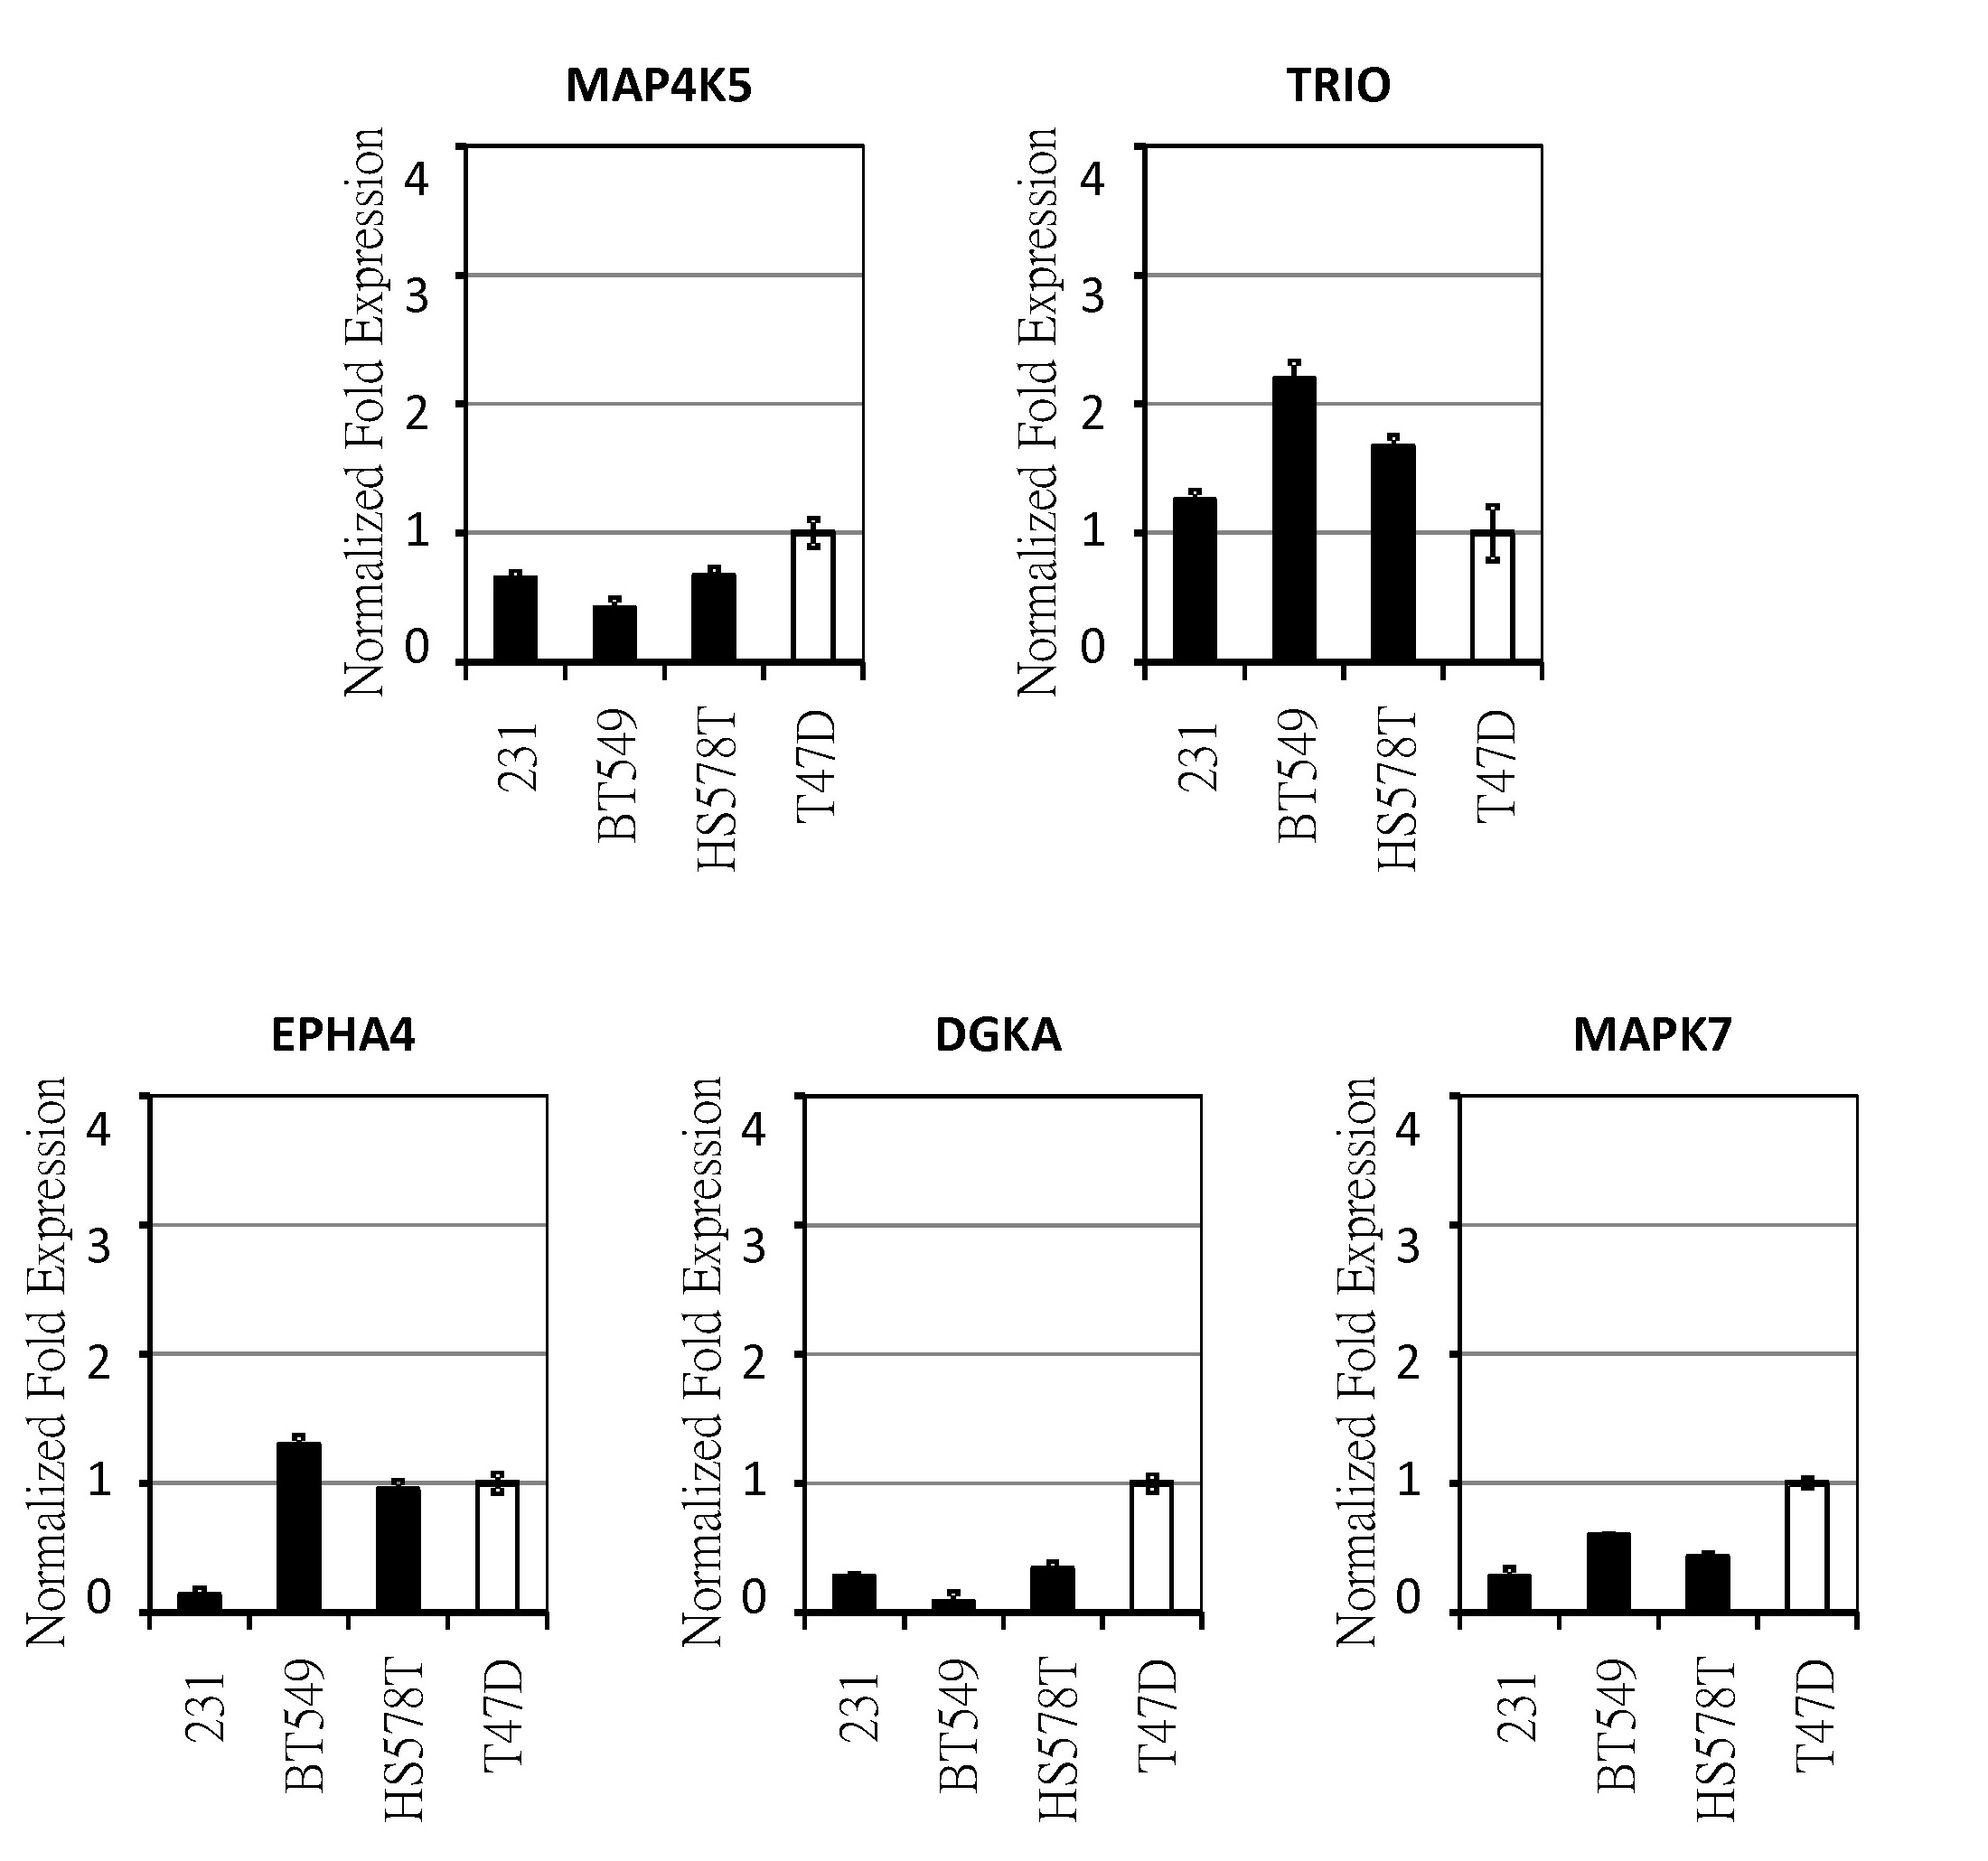 MAP4K5
Normalized Fold Expression
4
3
2
1
0
231
BT549
HS578T
T47D
TRIO
Normalized Fold Expression
4
3
2
1
0
231
BT549
HS578T
T47D
EPHA4
Normalized Fold Expression
4
3
2
1
0
231
BT549
HS578T
T47D
DGKA
Normalized Fold Expression
4
3
2
1
0
231
BT549
HS578T
T47D
MAPK7
Normalized Fold Expression
4
3
2
1
0
231
BT549
HS578T
T47D